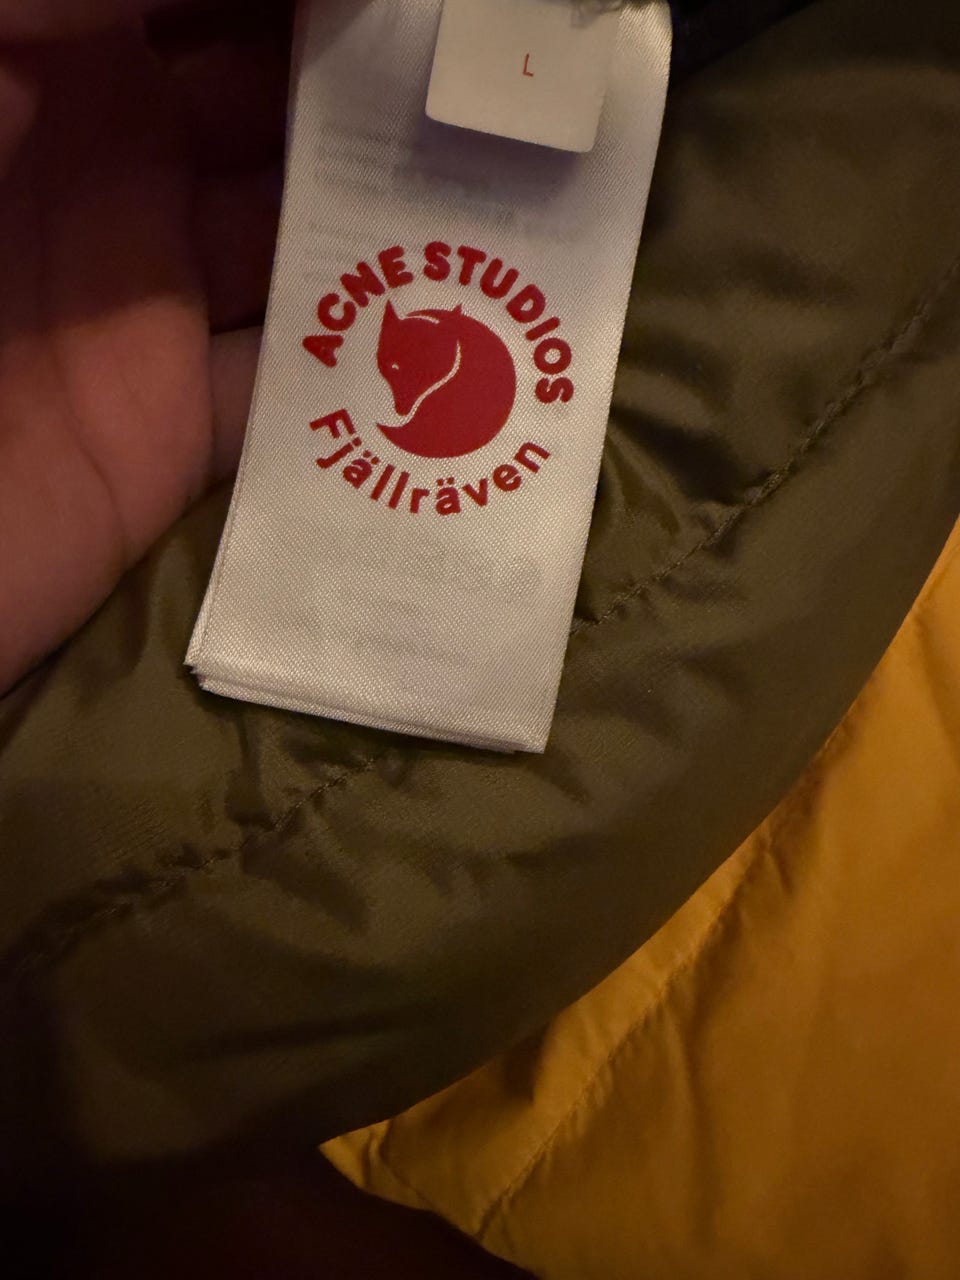 L
ACNE STUDIOS
Fjällräven